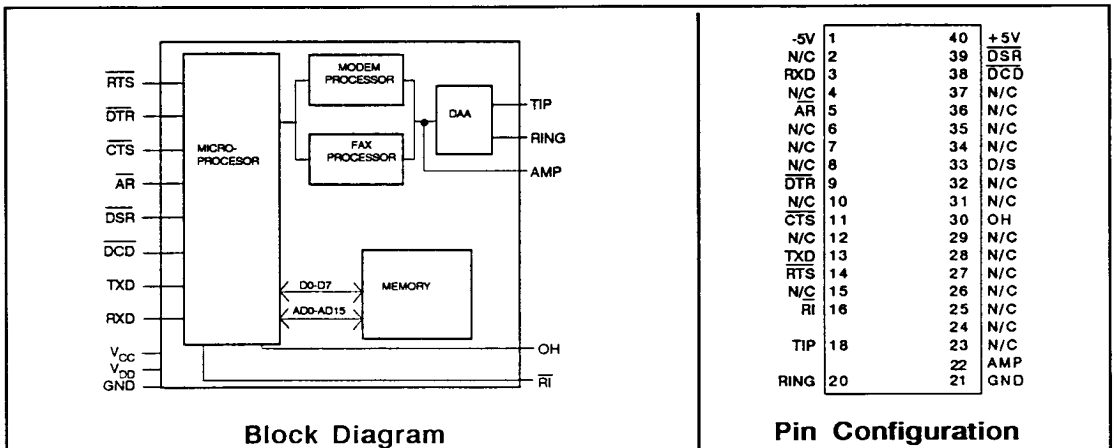 MODEM
PROCESSOR
FAX
PROCESSOR
DAA
TIP
RING
AMP
MICRO-
PROCESOR
RTS
DTR
CTS
AR
DSR
DCD
TXD
RXD
VCC
VDD
GND
D0-D7
AD0-AD15
MEMORY
OH
RI
Block Diagram
-5V 1 40 +5V
N/C 2 39 DSR
RXD 3 38 DCD
N/C 4 37 N/C
AR 5 36 N/C
N/C 6 35 N/C
N/C 7 34 N/C
N/C 8 33 D/S
DTR 9 32 N/C
N/C 10 31 N/C
CTS 11 30 OH
N/C 12 29 N/C
TXD 13 28 N/C
RTS 14 27 N/C
N/C 15 26 N/C
RI 16 25 N/C
24 N/C
TIP 18 23 N/C
22 AMP
RING 20 21 GND
Pin Configuration